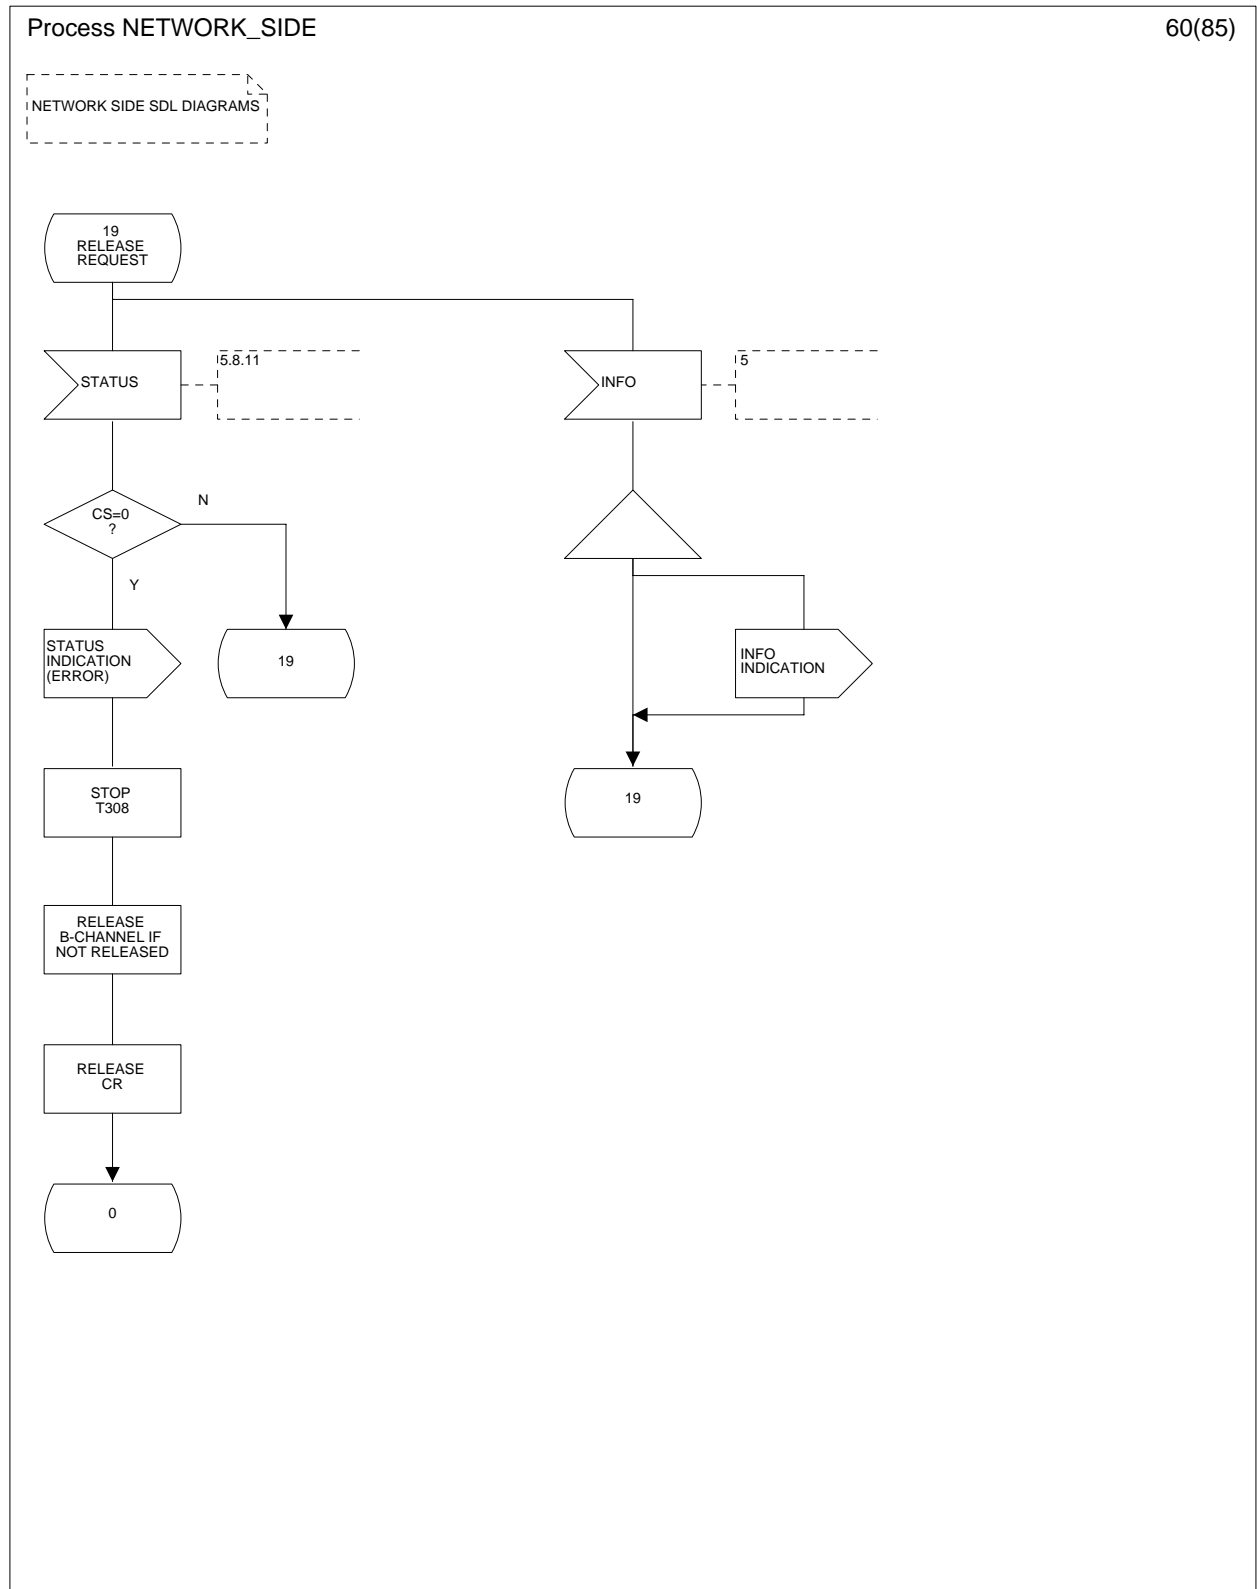 Process NETWORK_SIDE
60(85)
NETWORK SIDE SDL DIAGRAMS
19
RELEASE
REQUEST
STATUS
5.8.11
INFO
5
CS=0
?
N
Y
STATUS
INDICATION
(ERROR)
19
INFO
INDICATION
STOP
T308
19
RELEASE
B-CHANNEL IF
NOT RELEASED
RELEASE
CR
0